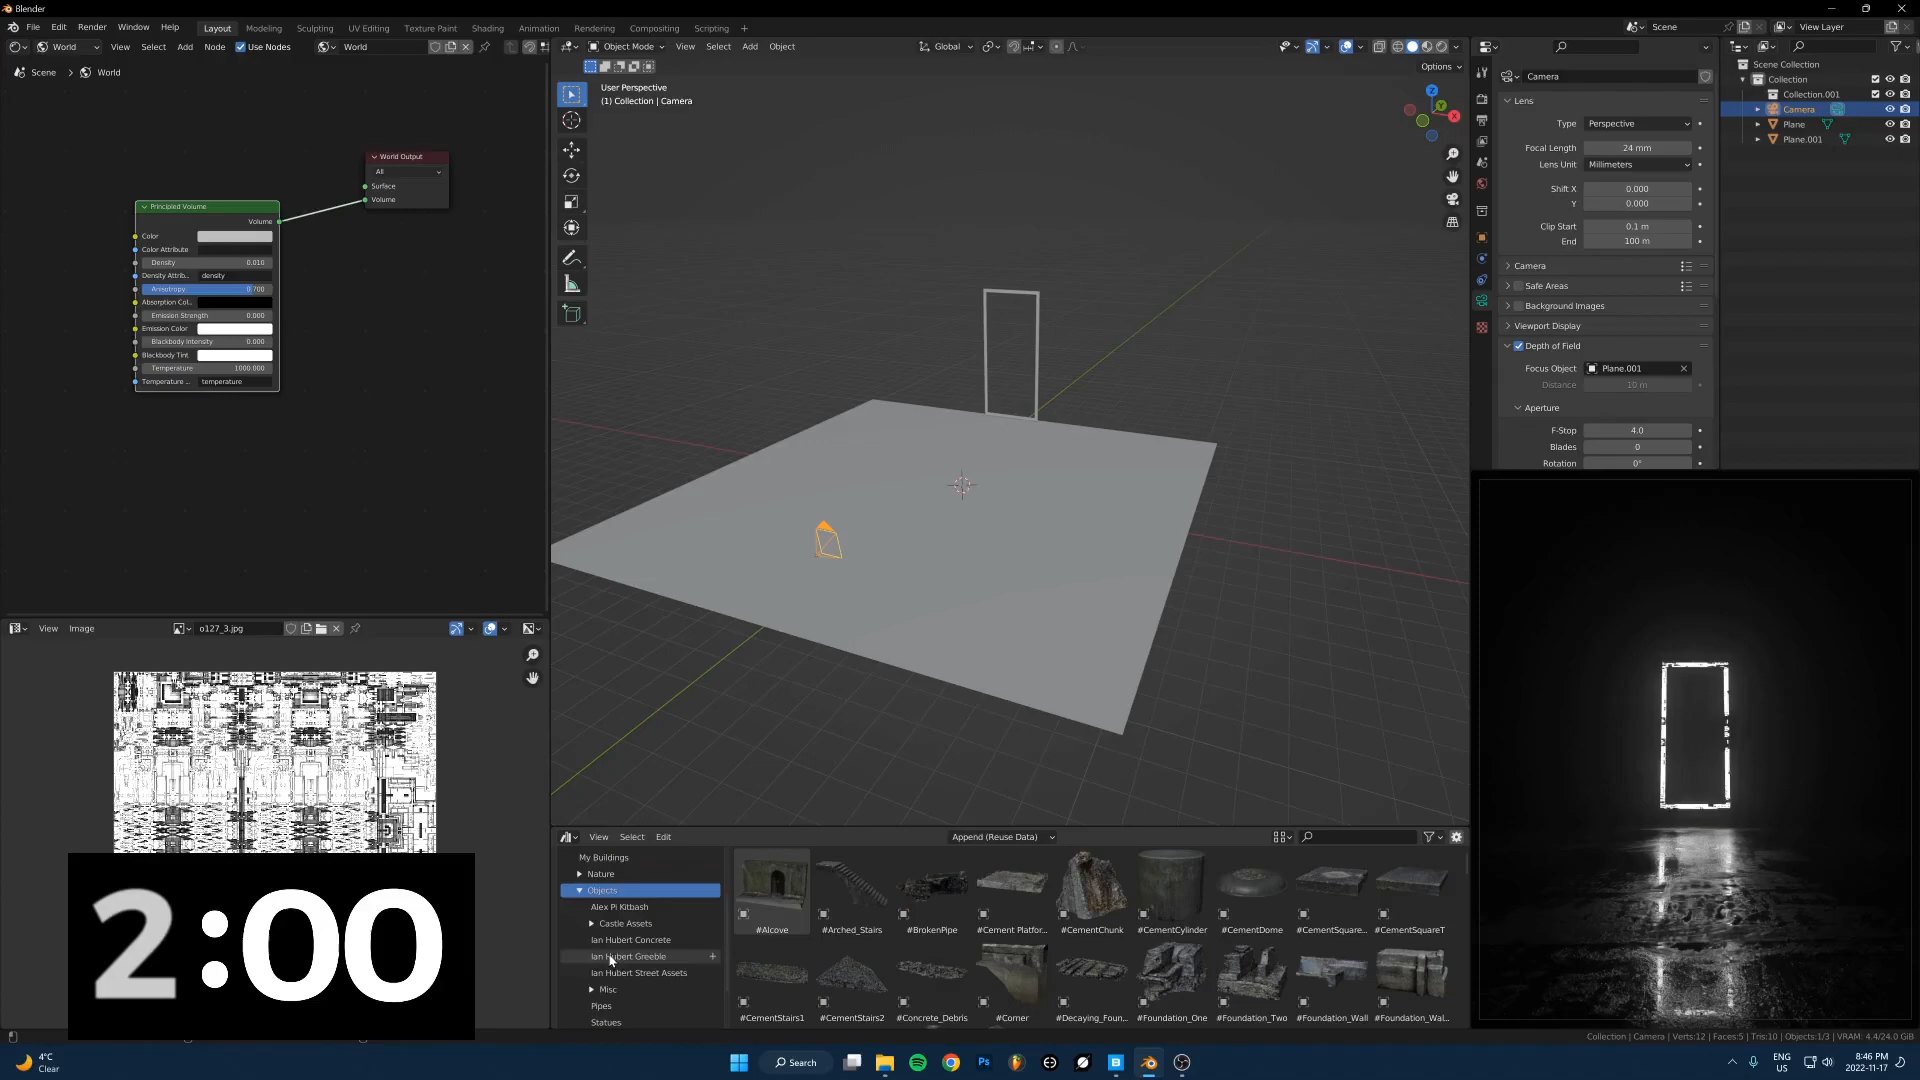 Blender
File Edit Render Window Help Layout Modeling Sculpting UV Editing Texture Paint Shading Animation Rendering Compositing Scripting + Scene View Layer
World View Select Add Node Use Nodes World
Object Mode View Select Add Object Global
Options
Scene > World
User Perspective
(1) Collection | Camera
World Output
All
Surface
Volume
Principled Volume
Volume
Color
Color Attribute
Density 0.010
Density Attrib.. density
Anisotropy 0.700
Absorption Col..
Emission Strength 0.000
Emission Color
Blackbody Intensity 0.000
Blackbody Tint
Temperature 1000.000
Temperature .. temperature
Z
Y
X
Camera
Lens
Type Perspective
Focal Length 24 mm
Lens Unit Millimeters
Shift X 0.000
Y 0.000
Clip Start 0.1 m
End 100 m
Camera
Safe Areas
Background Images
Viewport Display
Depth of Field
Focus Object Plane.001
Distance 10 m
Aperture
F-Stop 4.0
Blades 0
Rotation 0°
Scene Collection
Collection
Collection.001
Camera
Plane
Plane.001
View Image o127_3.jpg
2:00
View Select Edit Append (Reuse Data)
My Buildings
Nature
Objects
Alex Pi Kitbash
Castle Assets
Ian Hubert Concrete
Ian Hubert Greeble
Ian Hubert Street Assets
Misc
Pipes
Statues
#Alcove #Arched_Stairs #BrokenPipe #Cement Platfor... #CementChunk #CementCylinder #CementDome #CementSquare... #CementSquareT
#CementStairs1 #CementStairs2 #Concrete_Debris #Corner #Decaying_Foun... #Foundation_One #Foundation_Two #Foundation_Wall #Foundation_Wal...
Collection | Camera | Verts:12 | Faces:5 | Tris:10 | Objects:1/3 | VRAM: 4.4/24.0 GiB
4°C
Clear
Search
Ps
ENG
US
8:46 PM
2022-11-17